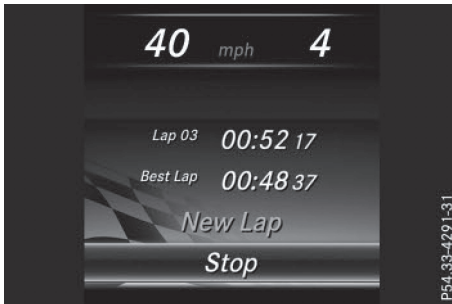 40 mph 4
Lap 03 00:52 17
Best Lap 00:48 37
New Lap
Stop
P54.33-4291-31